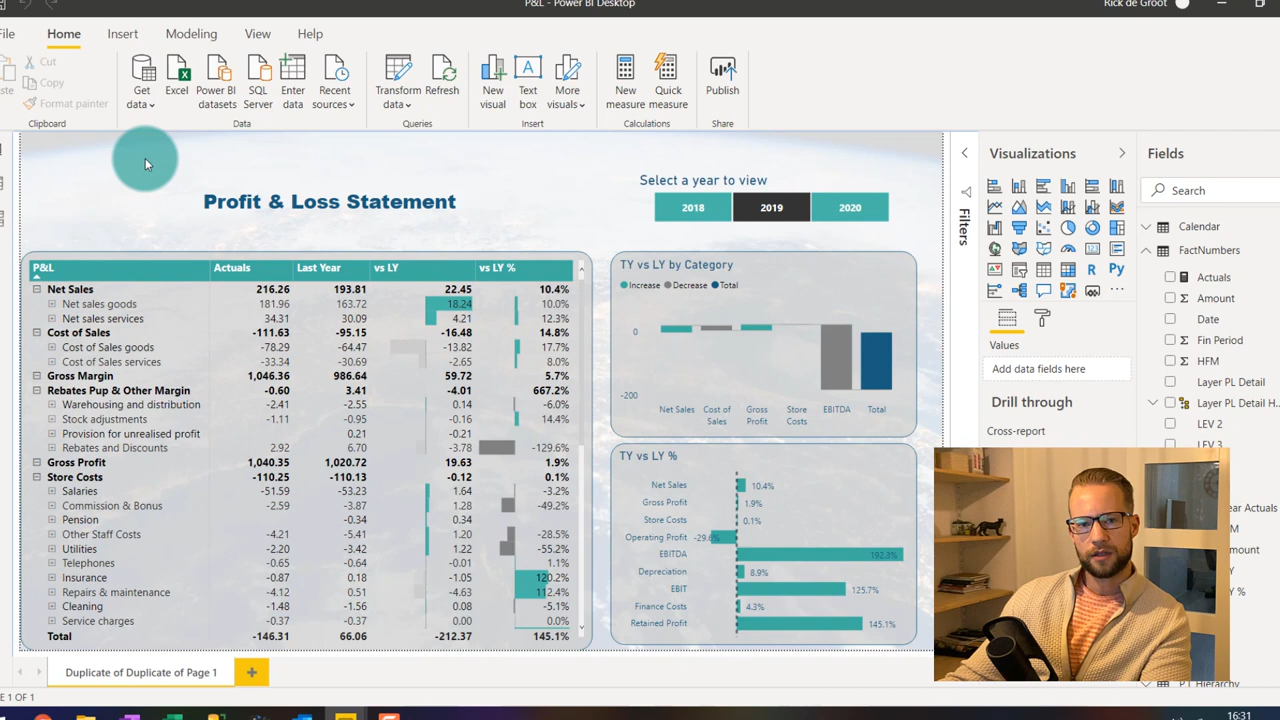 P&L - Power BI Desktop
Rick de Groot
File
Home
Insert
Modeling
View
Help
Cut
Copy
Format painter
Clipboard
Get data
Excel
Power BI datasets
SQL Server
Enter data
Recent sources
Data
Transform data
Refresh
Queries
New visual
Text box
More visuals
Insert
New measure
Quick measure
Calculations
Publish
Share
Profit & Loss Statement
Select a year to view
2018 2019 2020
P&L Actuals Last Year vs LY vs LY %
Net Sales 216.26 193.81 22.45 10.4%
Net sales goods 181.95 163.72 18.24 10.0%
Net sales services 34.31 30.09 4.21 12.3%
Cost of Sales -111.63 -95.15 -16.48 14.8%
Cost of Sales goods -78.29 -64.47 -13.82 17.7%
Cost of Sales services -33.34 -30.69 -2.65 8.0%
Gross Margin 1,046.36 986.64 59.72 5.7%
Rebates Pup & Other Margin -0.60 3.41 -4.01 667.2%
Warehousing and distribution -2.41 -2.55 0.14 -6.0%
Stock adjustments -1.11 -0.95 -0.16 14.4%
Provision for unrealised profit 0.21 -0.21
Rebates and Discounts 2.92 6.70 -3.78 -129.6%
Gross Profit 1,040.35 1,020.72 19.63 1.9%
Store Costs -110.25 -110.13 -0.12 0.1%
Salaries -51.59 -53.23 1.64 -3.2%
Commission & Bonus -2.59 -3.87 1.28 -49.2%
Pension -0.34 0.34
Other Staff Costs -4.21 -5.41 1.20 -28.5%
Utilities -2.20 -3.42 1.22 -55.2%
Telephones -0.65 -0.64 -0.01 1.1%
Insurance -0.87 0.18 -1.05 120.2%
Repairs & maintenance -4.12 0.51 -4.63 112.4%
Cleaning -1.48 -1.56 0.08 -5.1%
Service charges -0.37 -0.37 0.00 0.0%
Total -146.31 66.06 -212.37 145.1%
TY vs LY by Category
Increase Decrease Total
0
-200
Net Sales Cost of Sales Gross Profit Store Costs EBITDA Total
TY vs LY %
Net Sales 10.4%
Gross Profit 1.9%
Store Costs 0.1%
Operating Profit -29.6%
EBITDA 192.3%
Depreciation 8.9%
EBIT 125.7%
Finance Costs 4.3%
Retained Profit 145.1%
Filters
Visualizations
R Py
Values
Add data fields here
Drill through
Cross-report
Fields
Search
Calendar
FactNumbers
Actuals
Amount
Date
Fin Period
HFM
Layer PL Detail
Layer PL Detail H...
LEV 2
LEV 3
ear Actuals
M
mount
Y %
Duplicate of Duplicate of Page 1
E 1 OF 1
16:31